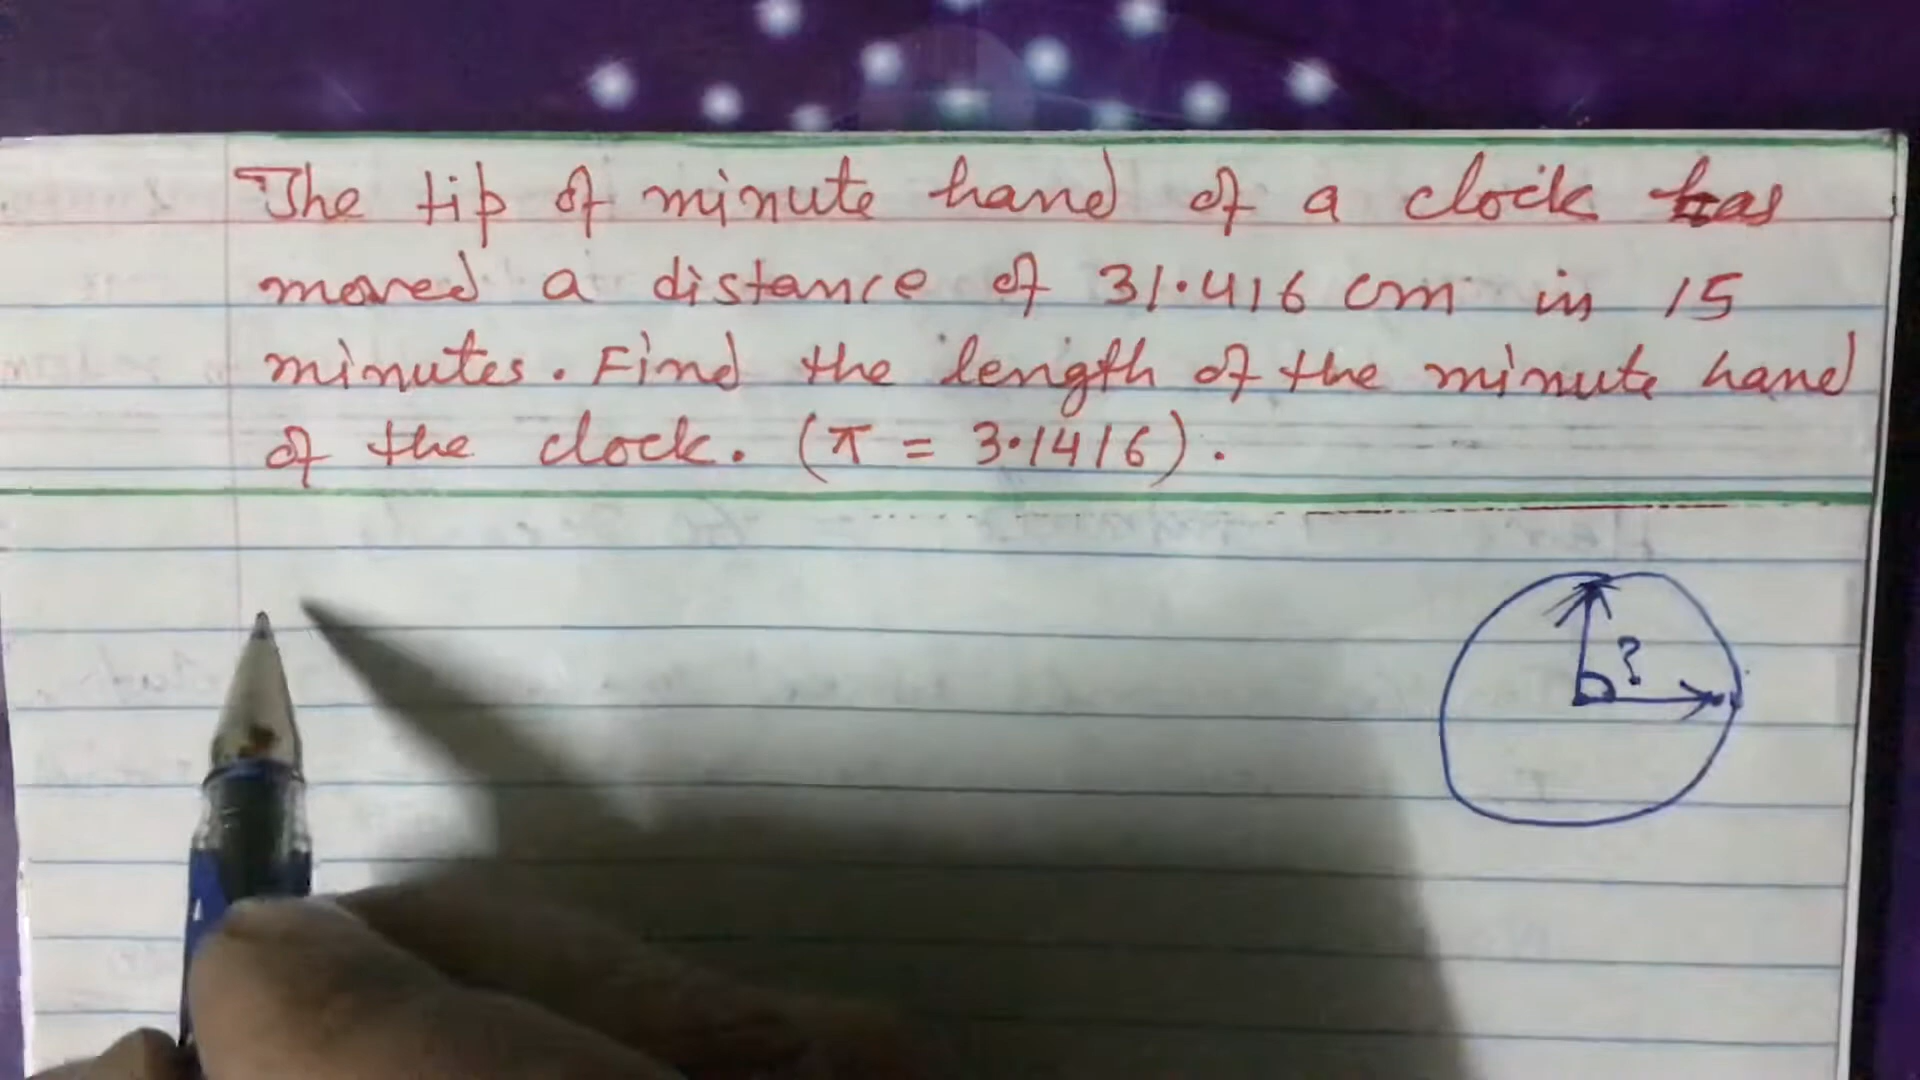 The tip of minute hand of a clock has
moved a distance of 31.416 cm in 15
minutes. Find the length of the minute hand
of the clock. (π = 3.1416).
?